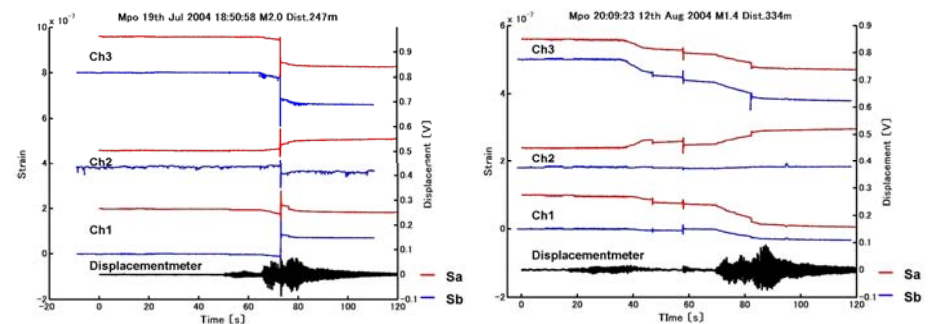 Mpo 19th Jul 2004 18:50:58 M2.0 Dist.247m
10 × 10⁻⁷
8
6
4
2
0
−2
Strain
Ch3
Ch2
Ch1
Displacementmeter
0.9
0.8
0.7
0.6
0.5
0.4
0.3
0.2
0.1
0
-0.1
Displacement [V]
Sa
Sb
0 20 40 60 80 100 120
Time [s]
Mpo 20:09:23 12th Aug 2004 M1.4 Dist.334m
6 × 10⁻⁷
4
2
0
−2
Strain
Ch3
Ch2
Ch1
Displacementmeter
0.9
0.8
0.7
0.6
0.5
0.4
0.3
0.2
0.1
0
-0.1
Displacement [V]
Sa
Sb
0 20 40 60 80 100 120
TIme [s]